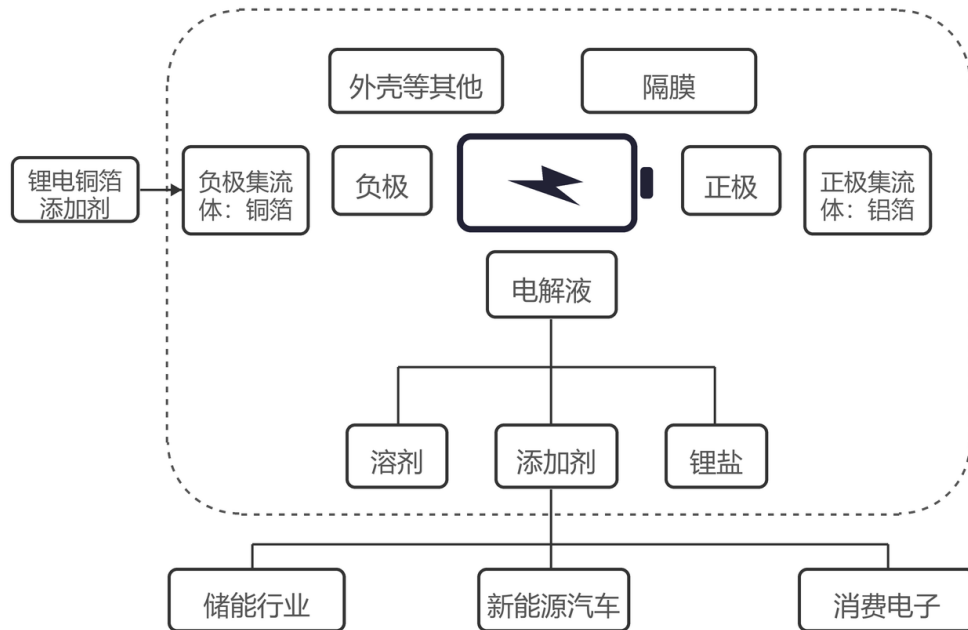 外壳等其他
隔膜
锂电铜箔
添加剂
负极集流
体：铜箔
负极
正极
正极集流
体：铝箔
电解液
溶剂
添加剂
锂盐
储能行业
新能源汽车
消费电子